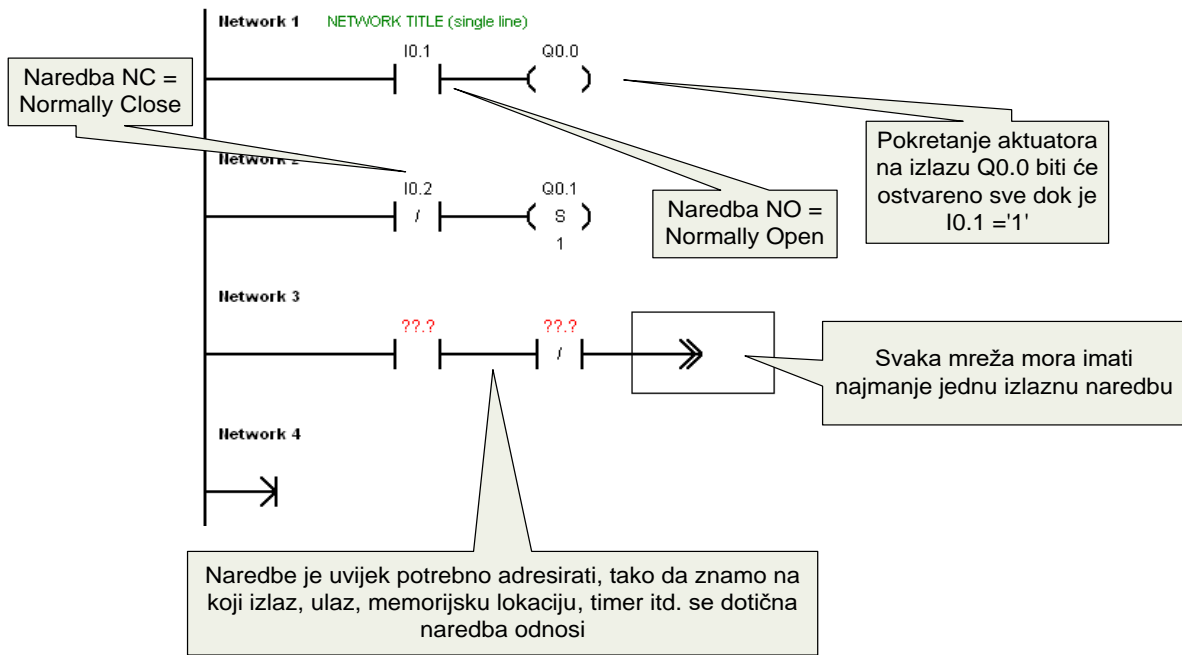 Network 1 NETWORK TITLE (single line)
I0.1 Q0.0
Naredba NC =
Normally Close
Pokretanje aktuatora
na izlazu Q0.0 biti će
ostvareno sve dok je
I0.1 ='1'
Network 2
I0.2 Q0.1
/ S
1
Naredba NO =
Normally Open
Network 3
??.? ??.?
/
Svaka mreža mora imati
najmanje jednu izlaznu naredbu
Network 4
Naredbe je uvijek potrebno adresirati, tako da znamo na
koji izlaz, ulaz, memorijsku lokaciju, timer itd. se dotična
naredba odnosi